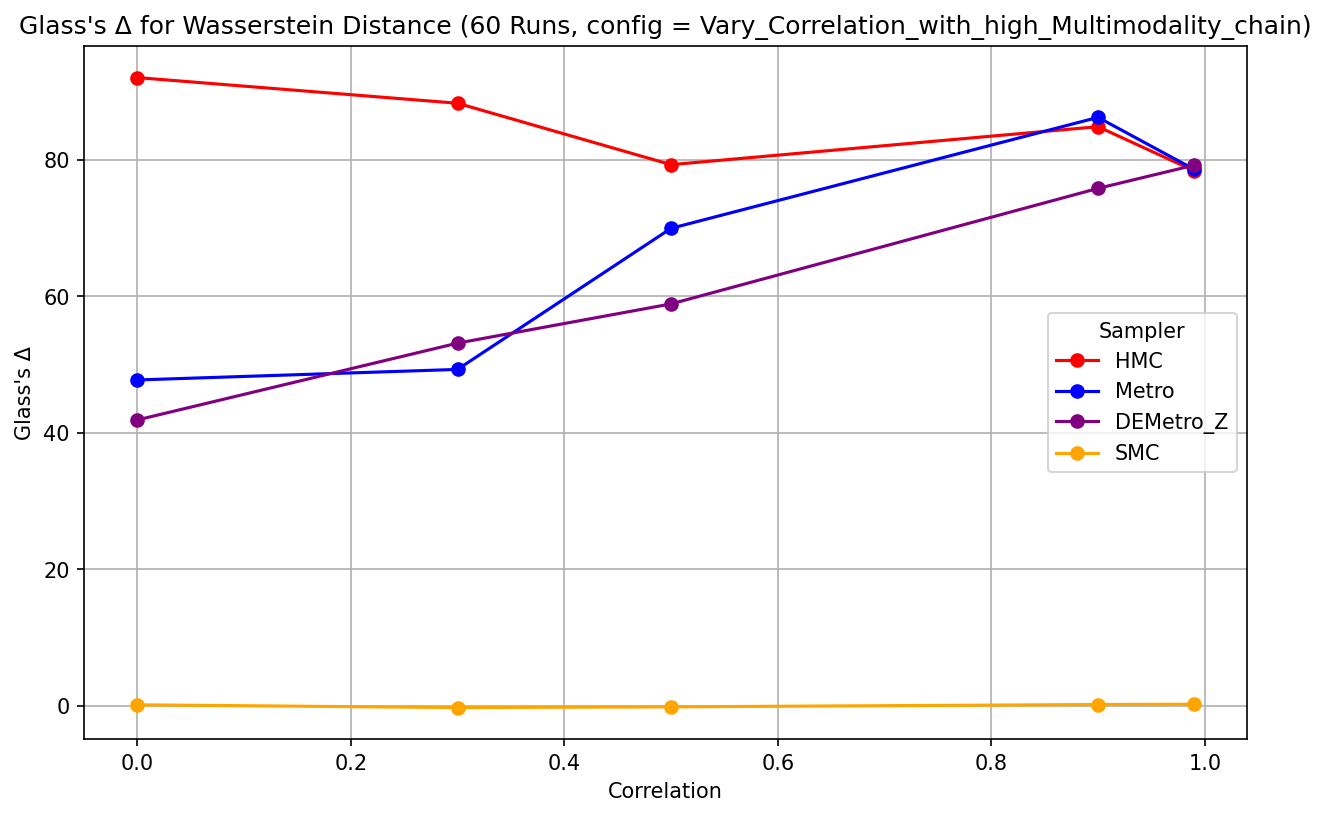 Glass's Δ for Wasserstein Distance (60 Runs, config = Vary_Correlation_with_high_Multimodality_chain)
Glass's Δ
80
60
40
20
0
Sampler
HMC
Metro
DEMetro_Z
SMC
0.0 0.2 0.4 0.6 0.8 1.0
Correlation